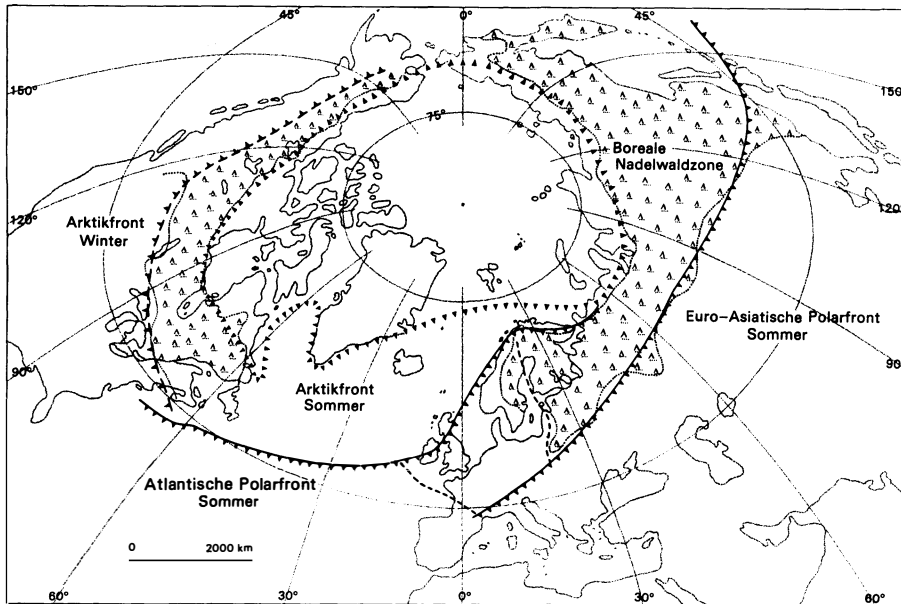 45°
0°
45°
150°
150°
75°
Boreale
Nadelwaldzone
120°
120°
Arktikfront
Winter
Euro-Asiatische Polarfront
Sommer
90°
90°
Arktikfront
Sommer
Atlantische Polarfront
Sommer
0 2000 km
60°
30°
0°
30°
60°